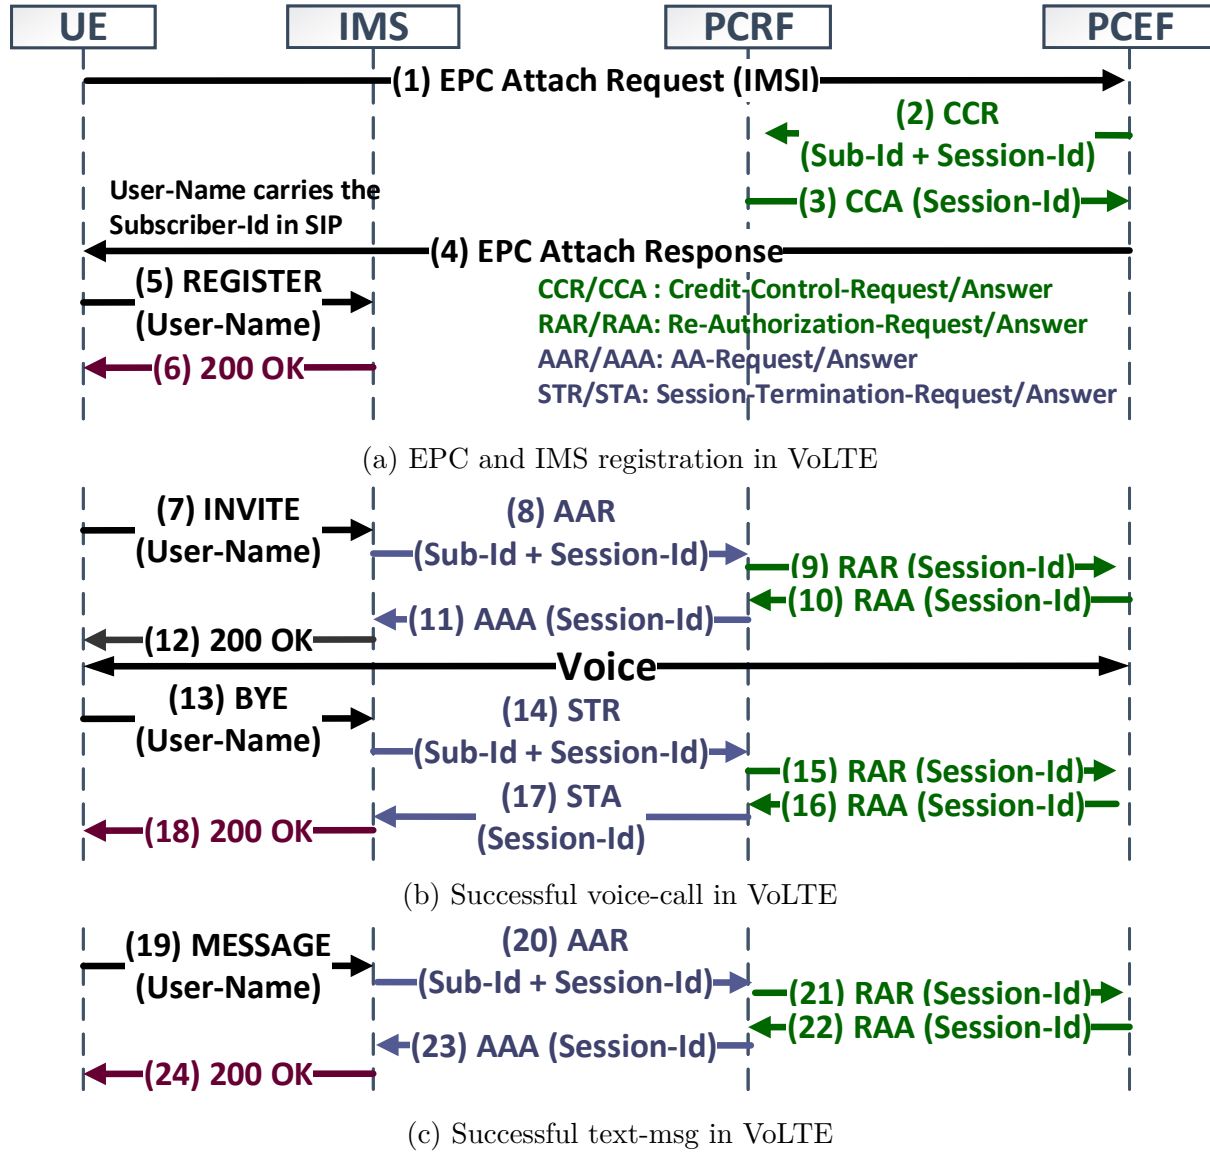 UE IMS PCRF PCEF
(1) EPC Attach Request (IMSI)
(2) CCR
(Sub-Id + Session-Id)
User-Name carries the
Subscriber-Id in SIP
(3) CCA (Session-Id)
(4) EPC Attach Response
(5) REGISTER
(User-Name)
(6) 200 OK
CCR/CCA : Credit-Control-Request/Answer
RAR/RAA: Re-Authorization-Request/Answer
AAR/AAA: AA-Request/Answer
STR/STA: Session-Termination-Request/Answer
(a) EPC and IMS registration in VoLTE
(7) INVITE
(User-Name)
(8) AAR
(Sub-Id + Session-Id)
(9) RAR (Session-Id)
(10) RAA (Session-Id)
(11) AAA (Session-Id)
(12) 200 OK
Voice
(13) BYE
(User-Name)
(14) STR
(Sub-Id + Session-Id)
(15) RAR (Session-Id)
(16) RAA (Session-Id)
(17) STA
(Session-Id)
(18) 200 OK
(b) Successful voice-call in VoLTE
(19) MESSAGE
(User-Name)
(20) AAR
(Sub-Id + Session-Id)
(21) RAR (Session-Id)
(22) RAA (Session-Id)
(23) AAA (Session-Id)
(24) 200 OK
(c) Successful text-msg in VoLTE